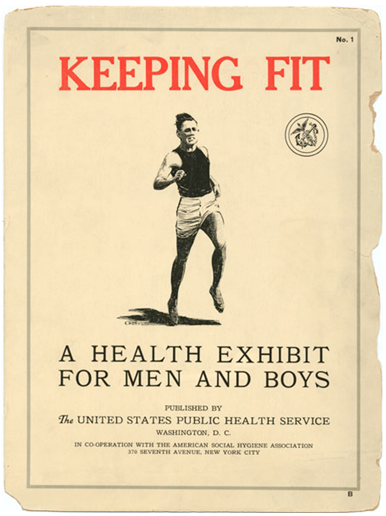 No. 1
KEEPING FIT
A HEALTH EXHIBIT
FOR MEN AND BOYS
PUBLISHED BY
The UNITED STATES PUBLIC HEALTH SERVICE
WASHINGTON, D. C.
IN CO-OPERATION WITH THE AMERICAN SOCIAL HYGIENE ASSOCIATION
370 SEVENTH AVENUE, NEW YORK CITY
B